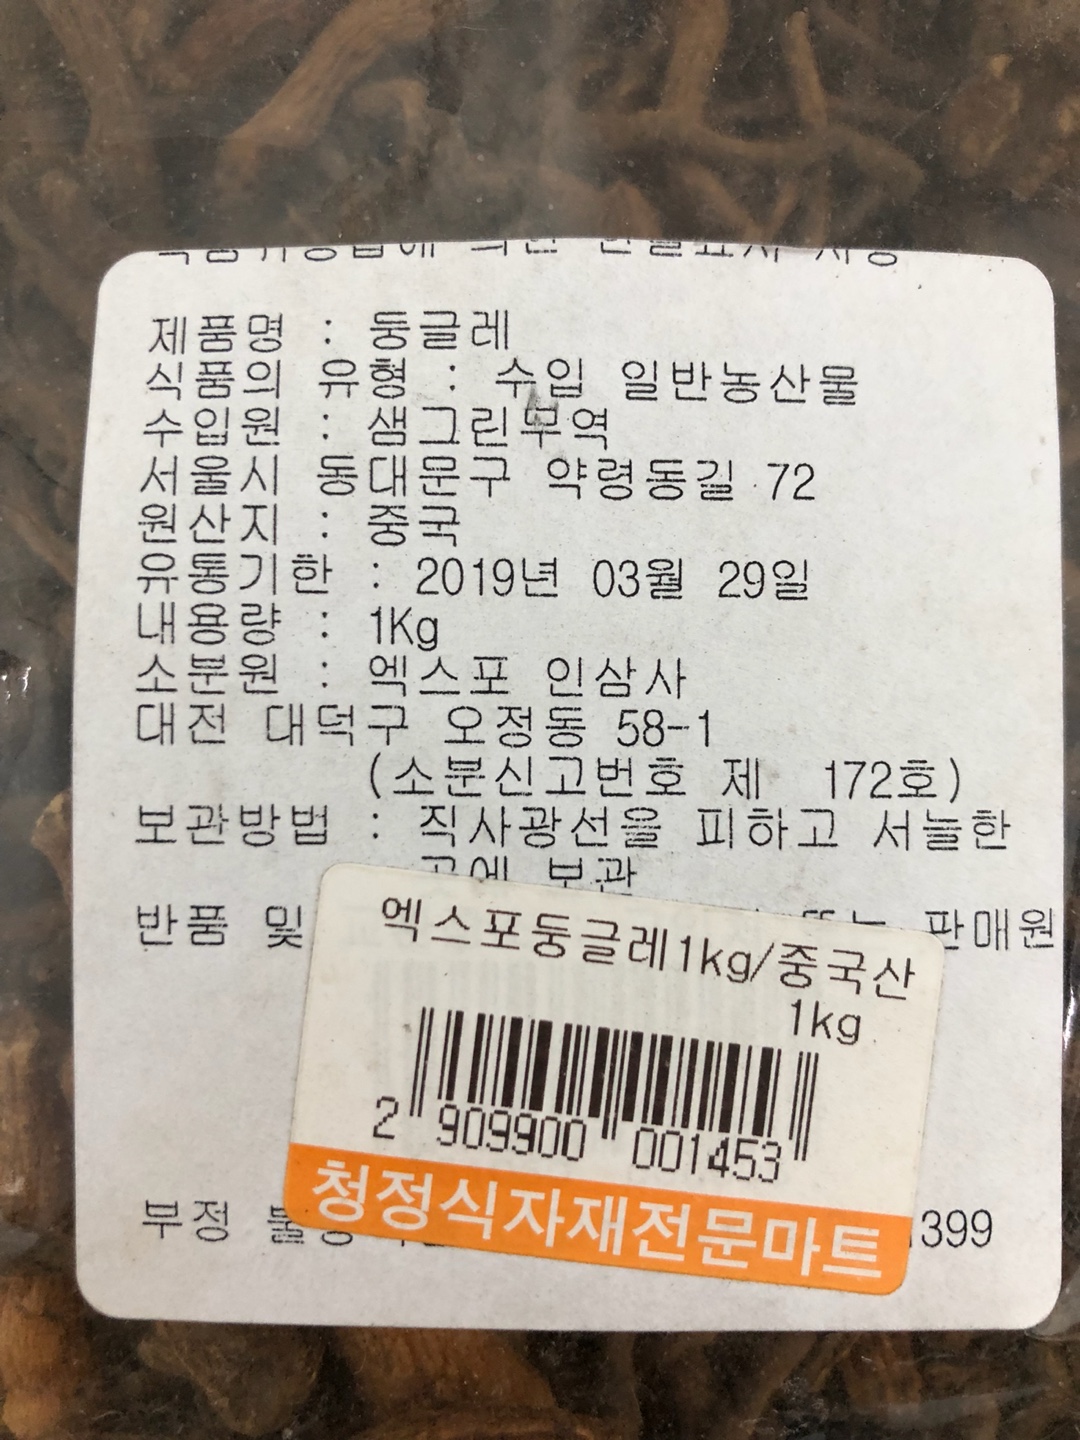 제품명 : 둥글레
식품의 유형 : 수입 일반농산물
수입원 : 샘그린무역
서울시 동대문구 약령동길 72
원산지 : 중국
유통기한 : 2019년 03월 29일
내용량 : 1Kg
소분원 : 엑스포 인삼사
대전 대덕구 오정동 58-1
(소분신고번호 제 172호)
보관방법 : 직사광선을 피하고 서늘한
곳에 보관
반품 및 또는 판매원
엑스포둥글레1kg/중국산
1kg
2 909900 001453
청정식자재전문마트
부정 399